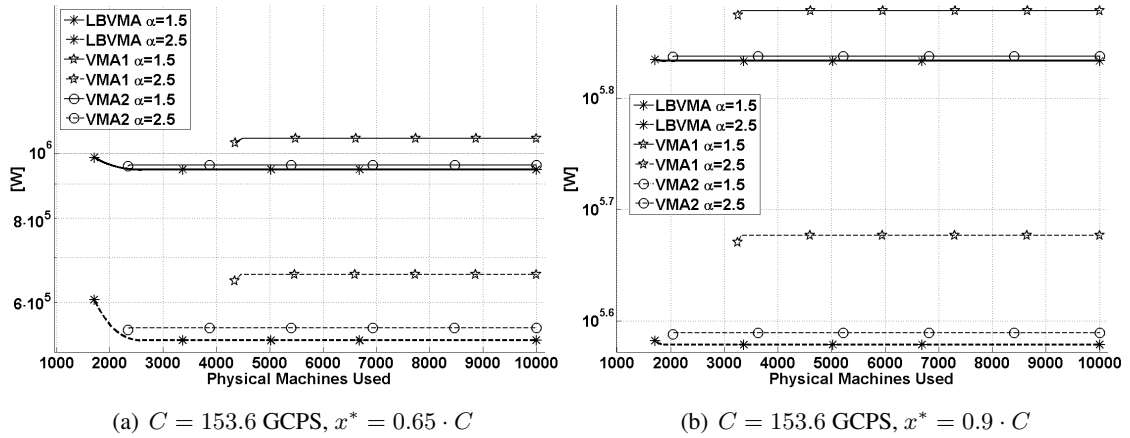 LBVMA α=1.5
LBVMA α=2.5
VMA1 α=1.5
VMA1 α=2.5
VMA2 α=1.5
VMA2 α=2.5
[W]
10^6
8·10^5
6·10^5
1000 2000 3000 4000 5000 6000 7000 8000 9000 10000
Physical Machines Used
(a) C = 153.6 GCPS, x* = 0.65 · C
LBVMA α=1.5
LBVMA α=2.5
VMA1 α=1.5
VMA1 α=2.5
VMA2 α=1.5
VMA2 α=2.5
[W]
10^5.8
10^5.7
10^5.6
1000 2000 3000 4000 5000 6000 7000 8000 9000 10000
Physical Machines Used
(b) C = 153.6 GCPS, x* = 0.9 · C